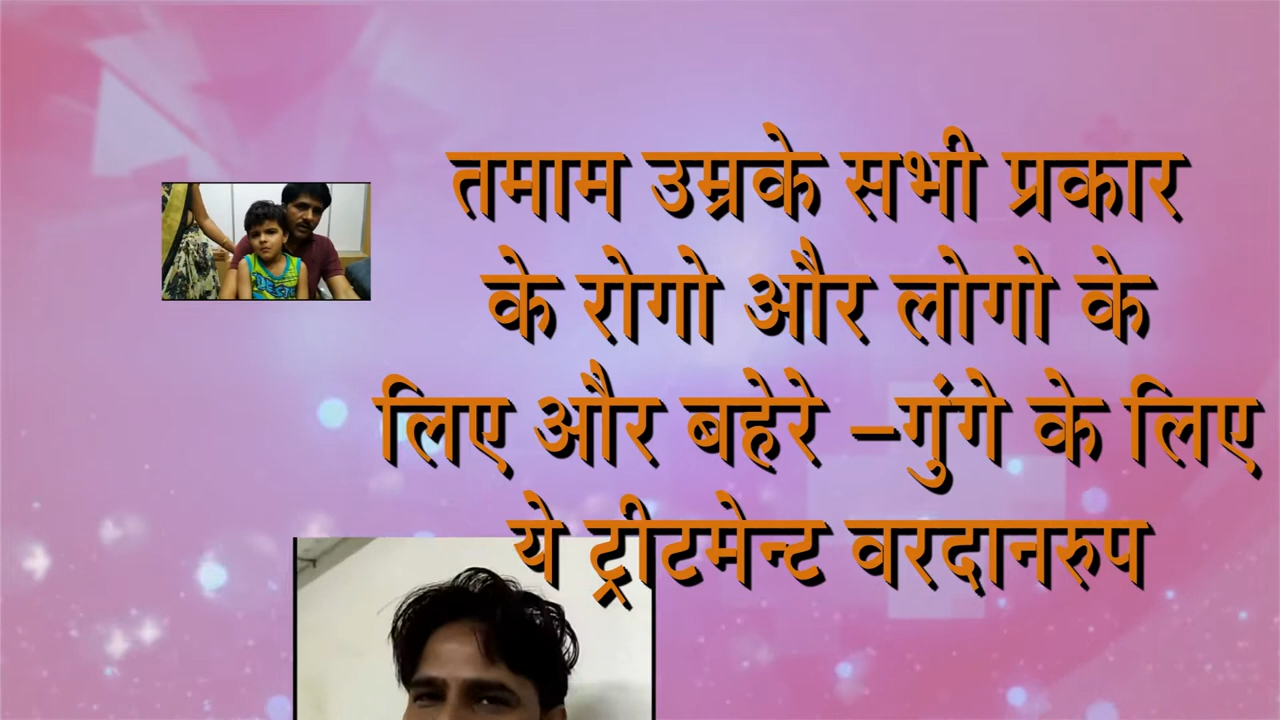 तमाम उम्रके सभी प्रकार
के रोगो और लोगो के
लिए और बहेरे –गुंगे के लिए
ये ट्रीटमेन्ट वरदानरुप